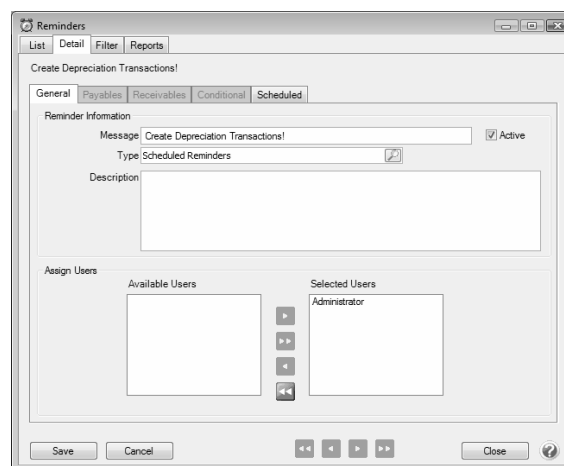 Reminders
List Detail Filter Reports
Create Depreciation Transactions!
General Payables Receivables Conditional Scheduled
Reminder Information
Message Create Depreciation Transactions! Active
Type Scheduled Reminders
Description
Assign Users
Available Users Selected Users
Administrator
Save Cancel Close ?